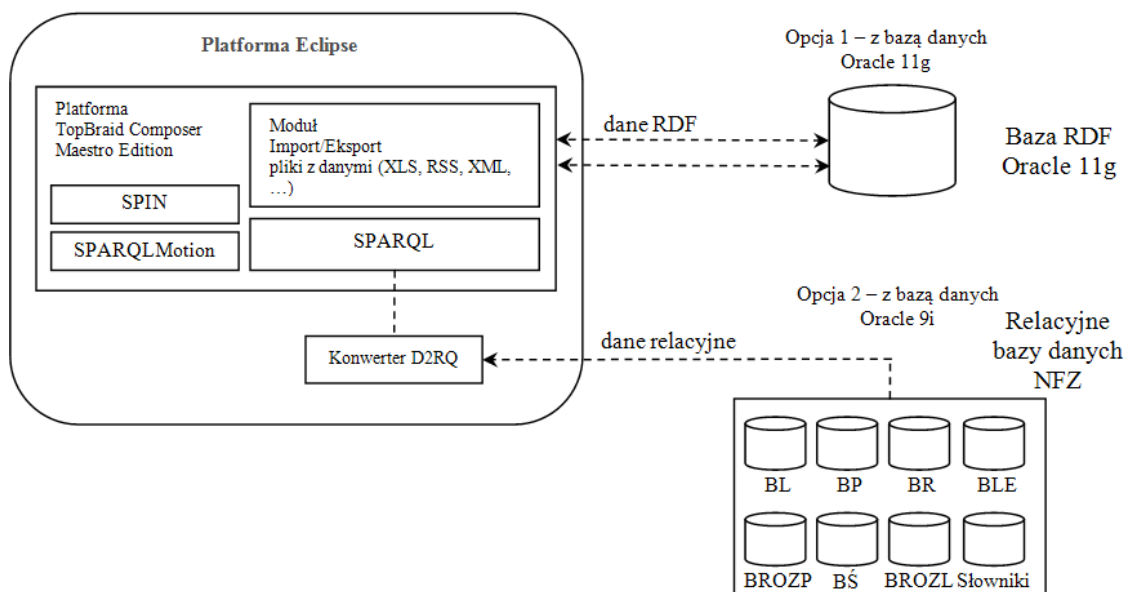 Platforma Eclipse
Platforma
TopBraid Composer
Maestro Edition
Moduł
Import/Eksport
pliki z danymi (XLS, RSS, XML,
…)
SPIN
SPARQLMotion
SPARQL
Konwerter D2RQ
dane RDF
Opcja 1 – z bazą danych
Oracle 11g
Baza RDF
Oracle 11g
Opcja 2 – z bazą danych
Oracle 9i
dane relacyjne
Relacyjne
bazy danych
NFZ
BL BP BR BLE
BROZP BŚ BROZL Słowniki